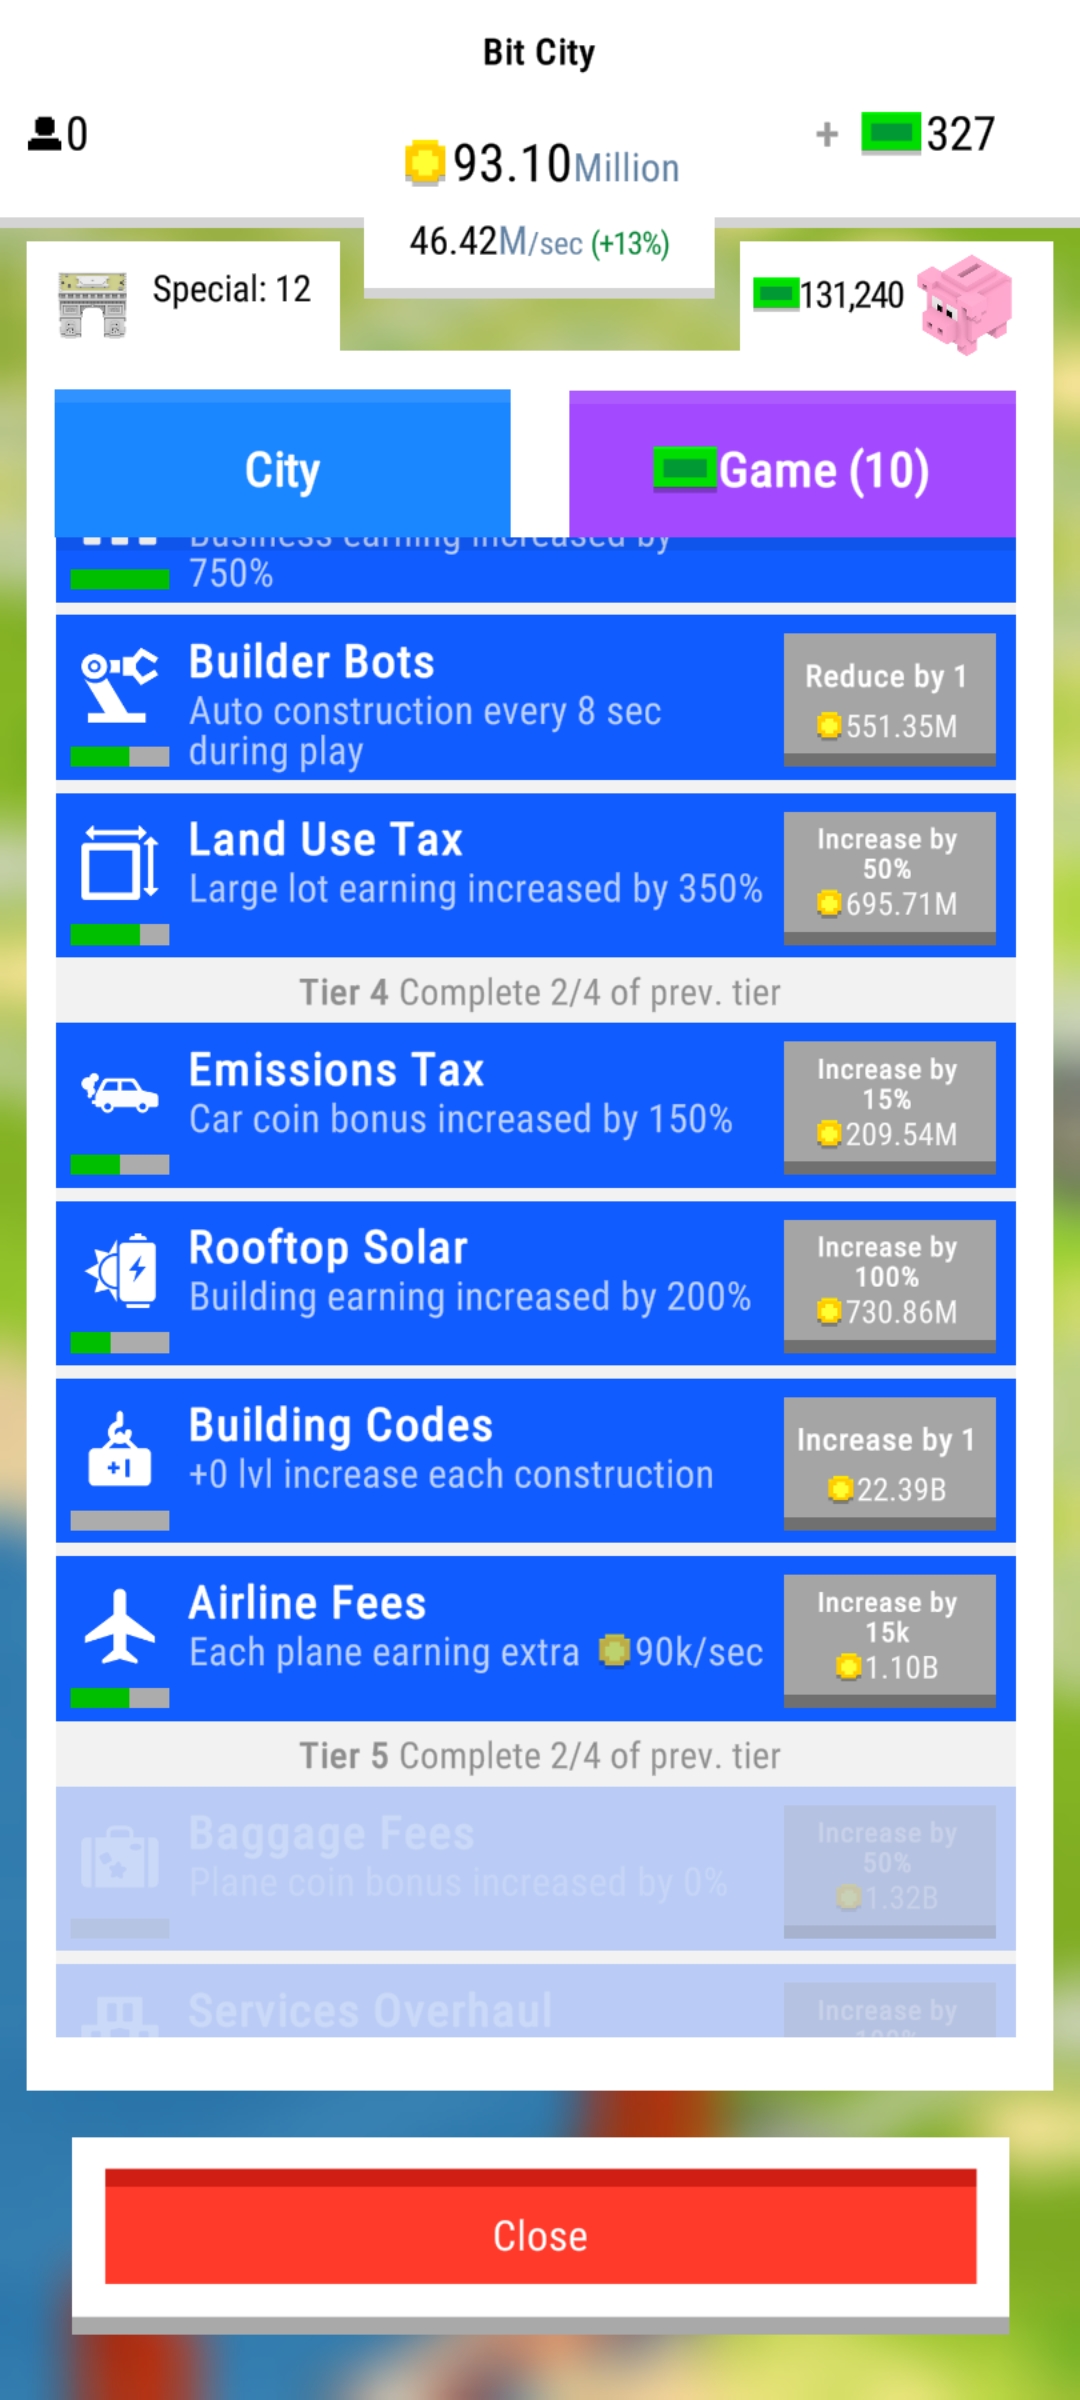 Bit City
0
93.10Million
327
46.42M/sec (+13%)
Special: 12
131,240
City
Game (10)
Business earning increased by
750%
Builder Bots
Auto construction every 8 sec
during play
Reduce by 1
551.35M
Land Use Tax
Large lot earning increased by 350%
Increase by
50%
695.71M
Tier 4 Complete 2/4 of prev. tier
Emissions Tax
Car coin bonus increased by 150%
Increase by
15%
209.54M
Rooftop Solar
Building earning increased by 200%
Increase by
100%
730.86M
Building Codes
+0 lvl increase each construction
+1
Increase by 1
22.39B
Airline Fees
Each plane earning extra 90k/sec
Increase by
15k
1.10B
Tier 5 Complete 2/4 of prev. tier
Baggage Fees
Plane coin bonus increased by 0%
Increase by
50%
1.32B
Services Overhaul
Increase by
100%
Close